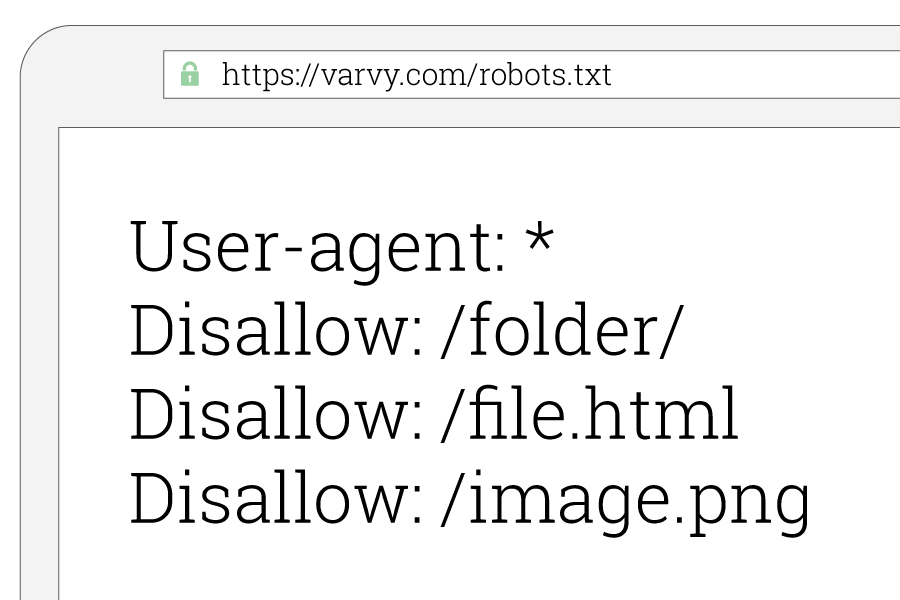 https://varvy.com/robots.txt
User-agent: *
Disallow: /folder/
Disallow: /file.html
Disallow: /image.png